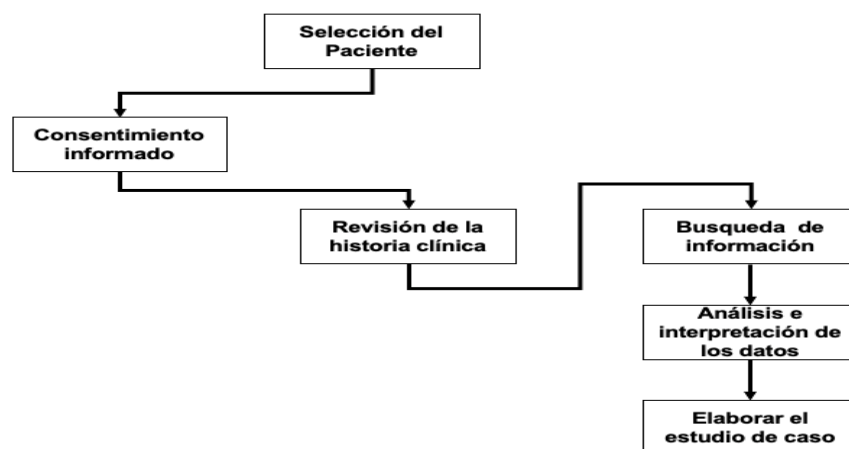 Selección del
Paciente
Consentimiento
informado
Revisión de la
historia clínica
Busqueda de
información
Análisis e
interpretación de
los datos
Elaborar el
estudio de caso